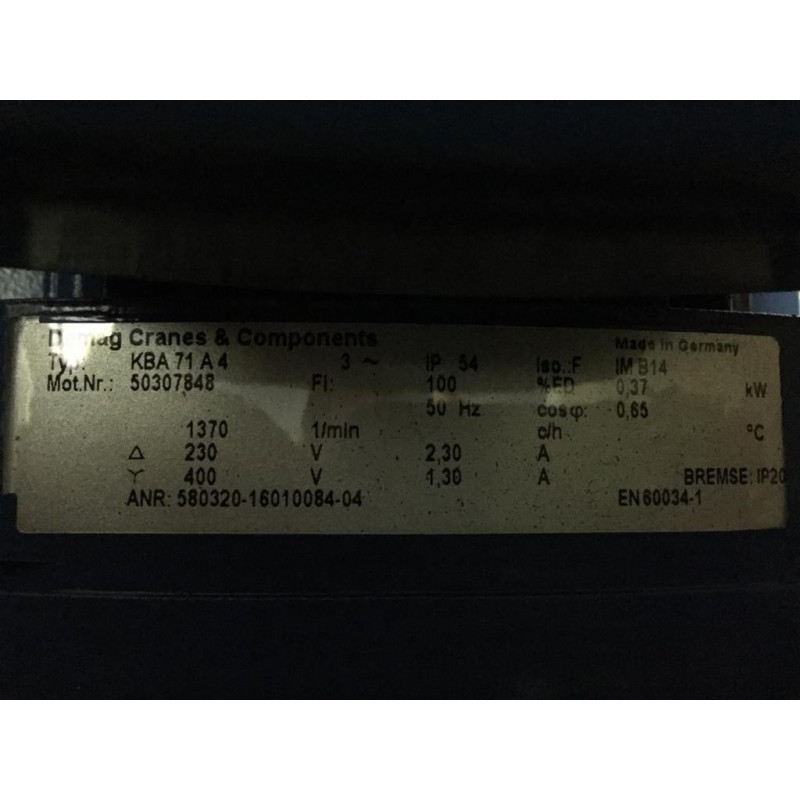 Demag Cranes & Components Made in Germany
Typ: KBA 71 A 4 3 ~ IP 54 Iso.:F IM B14
Mot.Nr.: 50307848 FI: 100 %ED 0,37 kW
50 Hz cosφ: 0,65
1370 1/min c/h °C
△ 230 V 2,30 A
Y 400 V 1,30 A BREMSE: IP20
ANR: 580320-16010084-04 EN 60034-1